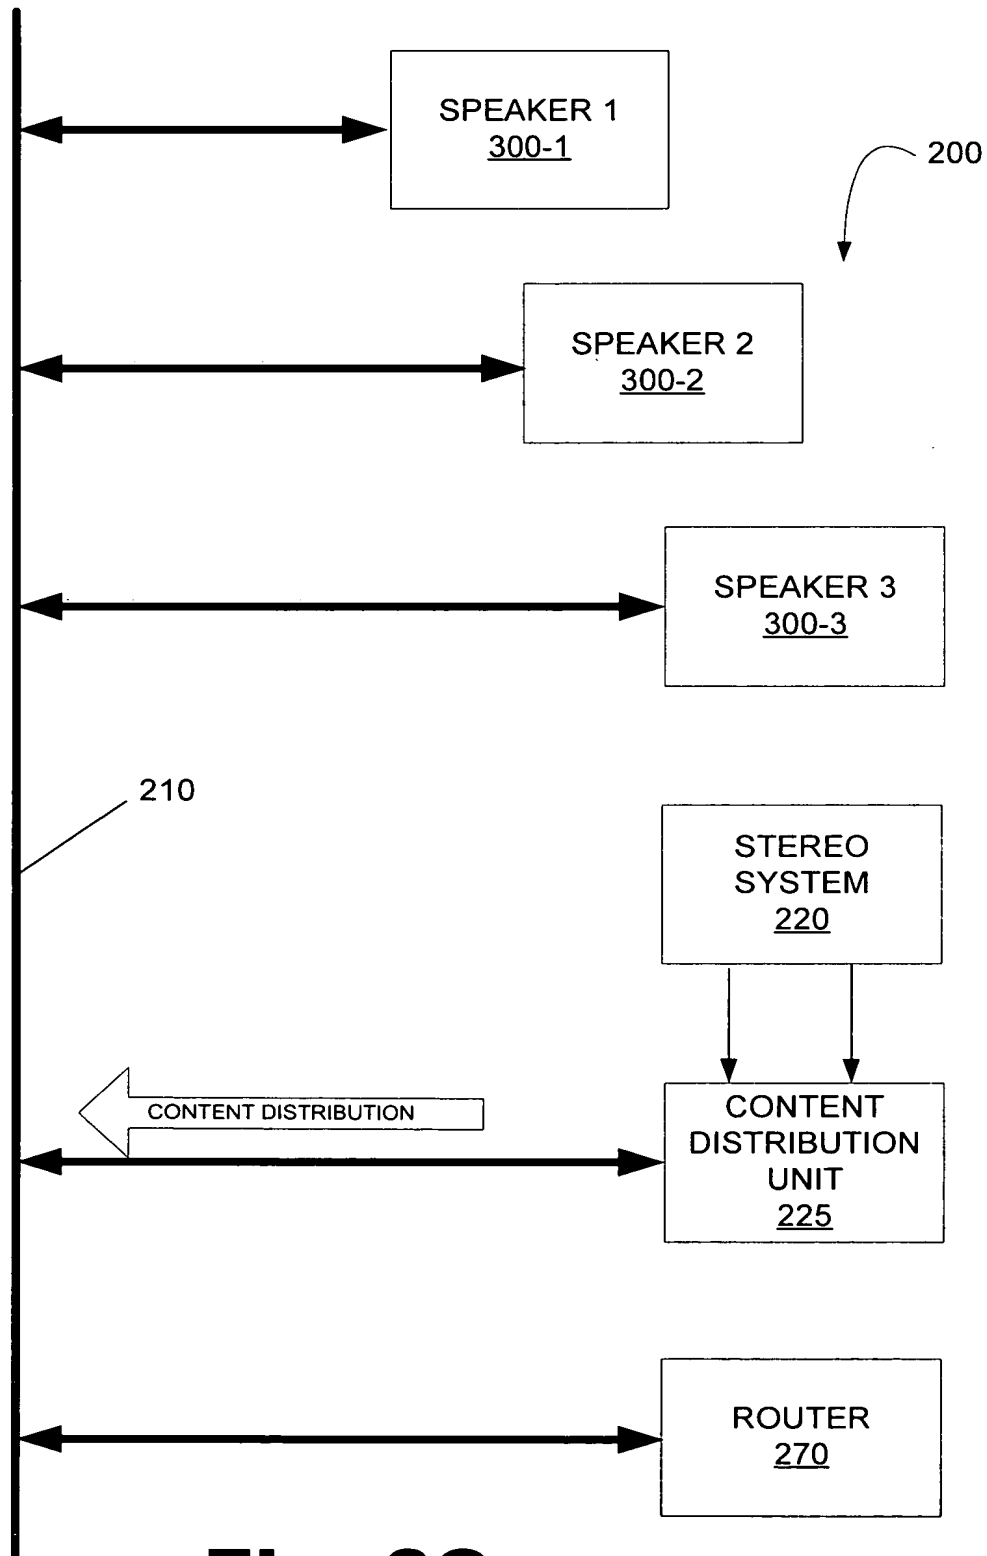 SPEAKER 1
300-1
200
SPEAKER 2
300-2
SPEAKER 3
300-3
210
STEREO
SYSTEM
220
CONTENT DISTRIBUTION
CONTENT
DISTRIBUTION
UNIT
225
ROUTER
270